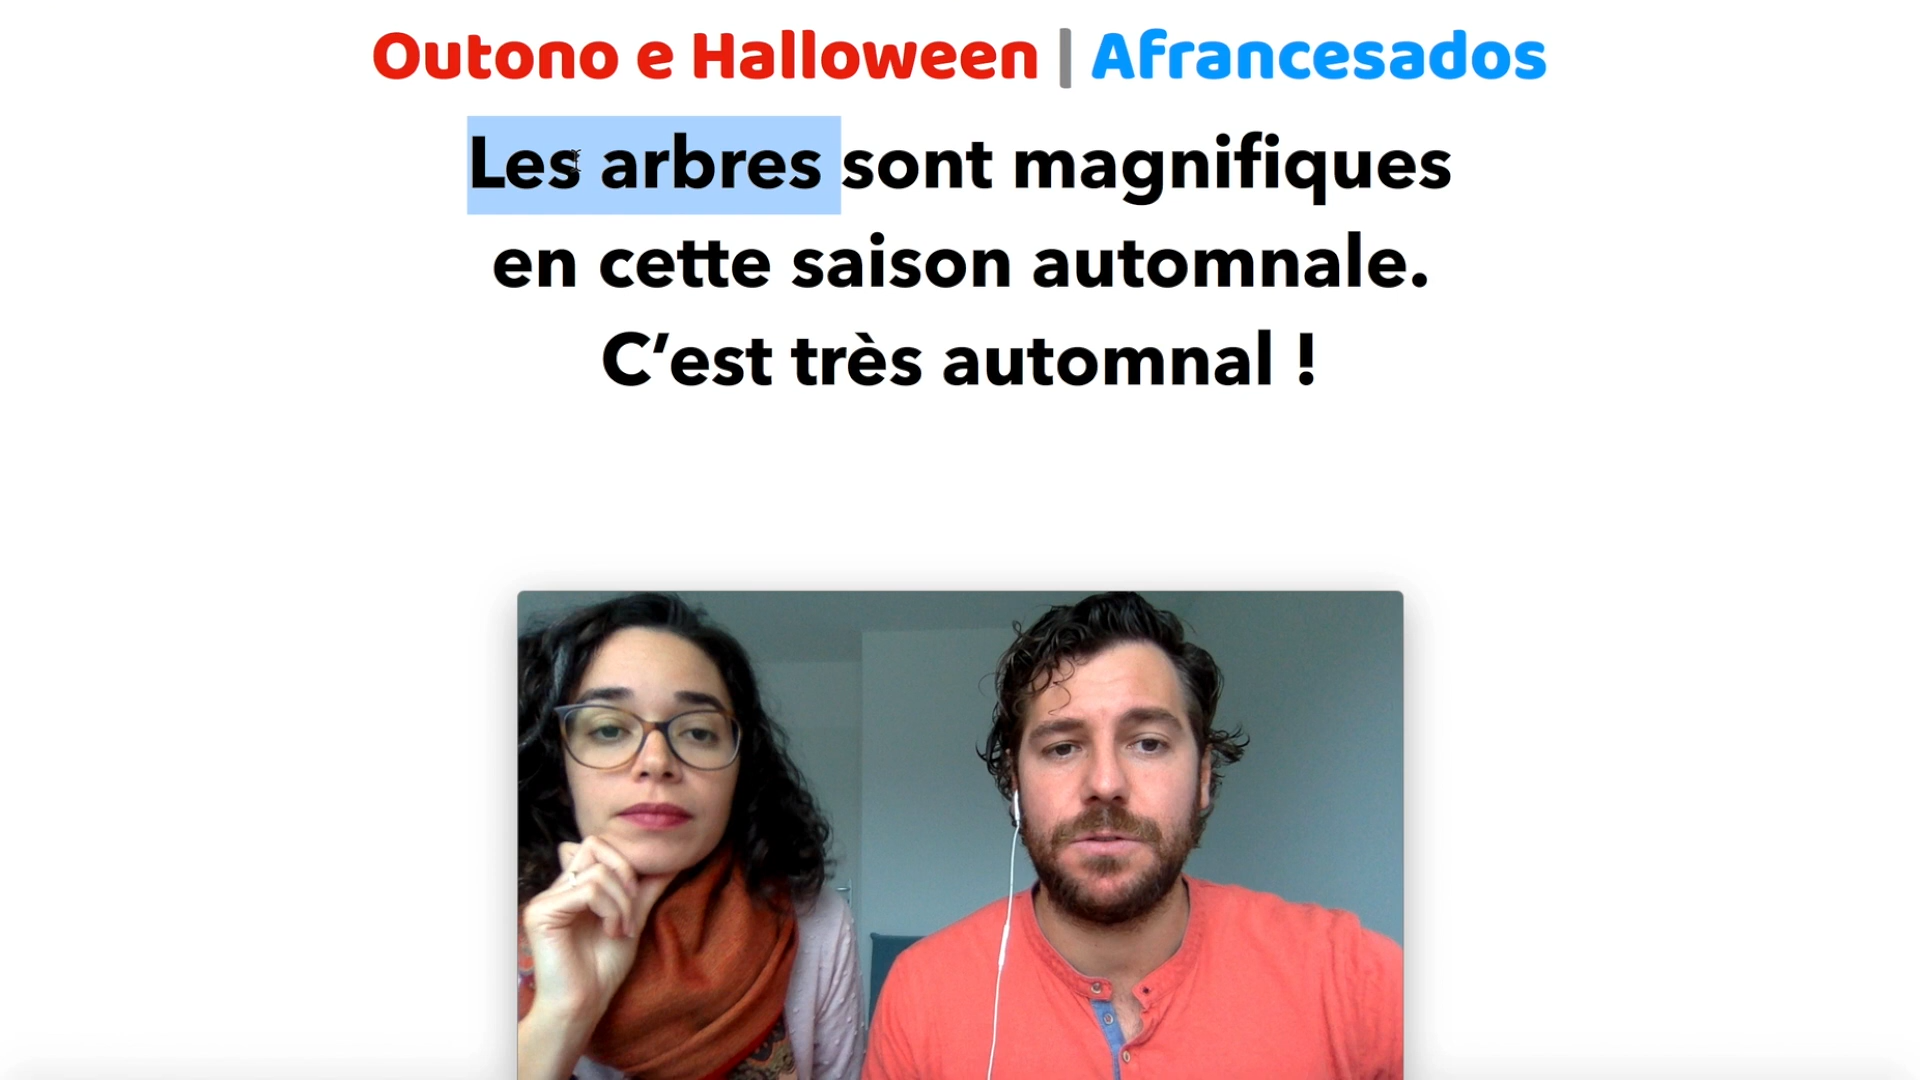 Outono e Halloween | Afrancesados
Les arbres sont magnifiques
en cette saison automnale.
C’est très automnal !